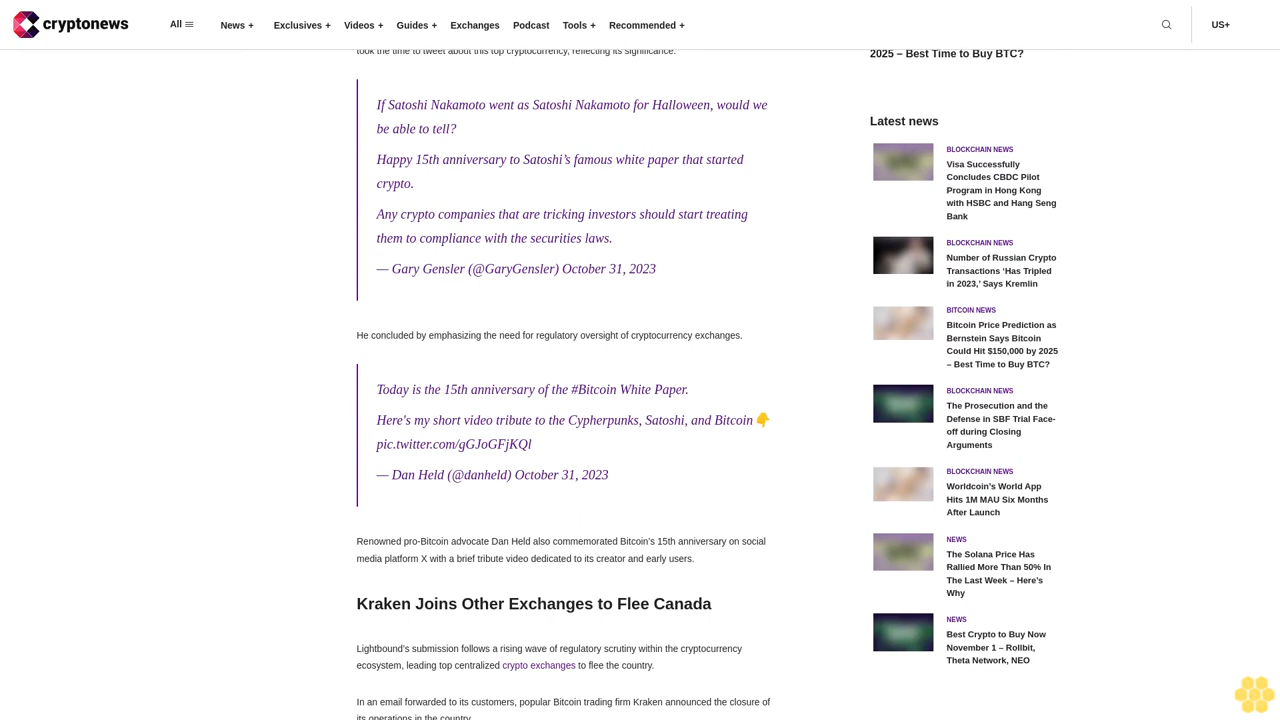 cryptonews
All
News +
Exclusives +
Videos +
Guides +
Exchanges
Podcast
Tools +
Recommended +
US+
took the time to tweet about this top cryptocurrency, reflecting its significance.
If Satoshi Nakamoto went as Satoshi Nakamoto for Halloween, would we
be able to tell?
Happy 15th anniversary to Satoshi’s famous white paper that started
crypto.
Any crypto companies that are tricking investors should start treating
them to compliance with the securities laws.
— Gary Gensler (@GaryGensler) October 31, 2023
He concluded by emphasizing the need for regulatory oversight of cryptocurrency exchanges.
Today is the 15th anniversary of the #Bitcoin White Paper.
Here's my short video tribute to the Cypherpunks, Satoshi, and Bitcoin👇
pic.twitter.com/gGJoGFjKQl
— Dan Held (@danheld) October 31, 2023
Renowned pro-Bitcoin advocate Dan Held also commemorated Bitcoin’s 15th anniversary on social
media platform X with a brief tribute video dedicated to its creator and early users.
Kraken Joins Other Exchanges to Flee Canada
Lightbound’s submission follows a rising wave of regulatory scrutiny within the cryptocurrency
ecosystem, leading top centralized crypto exchanges to flee the country.
In an email forwarded to its customers, popular Bitcoin trading firm Kraken announced the closure of
its operations in the country.
2025 – Best Time to Buy BTC?
Latest news
BLOCKCHAIN NEWS
Visa Successfully
Concludes CBDC Pilot
Program in Hong Kong
with HSBC and Hang Seng
Bank
BLOCKCHAIN NEWS
Number of Russian Crypto
Transactions ‘Has Tripled
in 2023,’ Says Kremlin
BITCOIN NEWS
Bitcoin Price Prediction as
Bernstein Says Bitcoin
Could Hit $150,000 by 2025
– Best Time to Buy BTC?
BLOCKCHAIN NEWS
The Prosecution and the
Defense in SBF Trial Face-
off during Closing
Arguments
BLOCKCHAIN NEWS
Worldcoin’s World App
Hits 1M MAU Six Months
After Launch
NEWS
The Solana Price Has
Rallied More Than 50% In
The Last Week – Here’s
Why
NEWS
Best Crypto to Buy Now
November 1 – Rollbit,
Theta Network, NEO